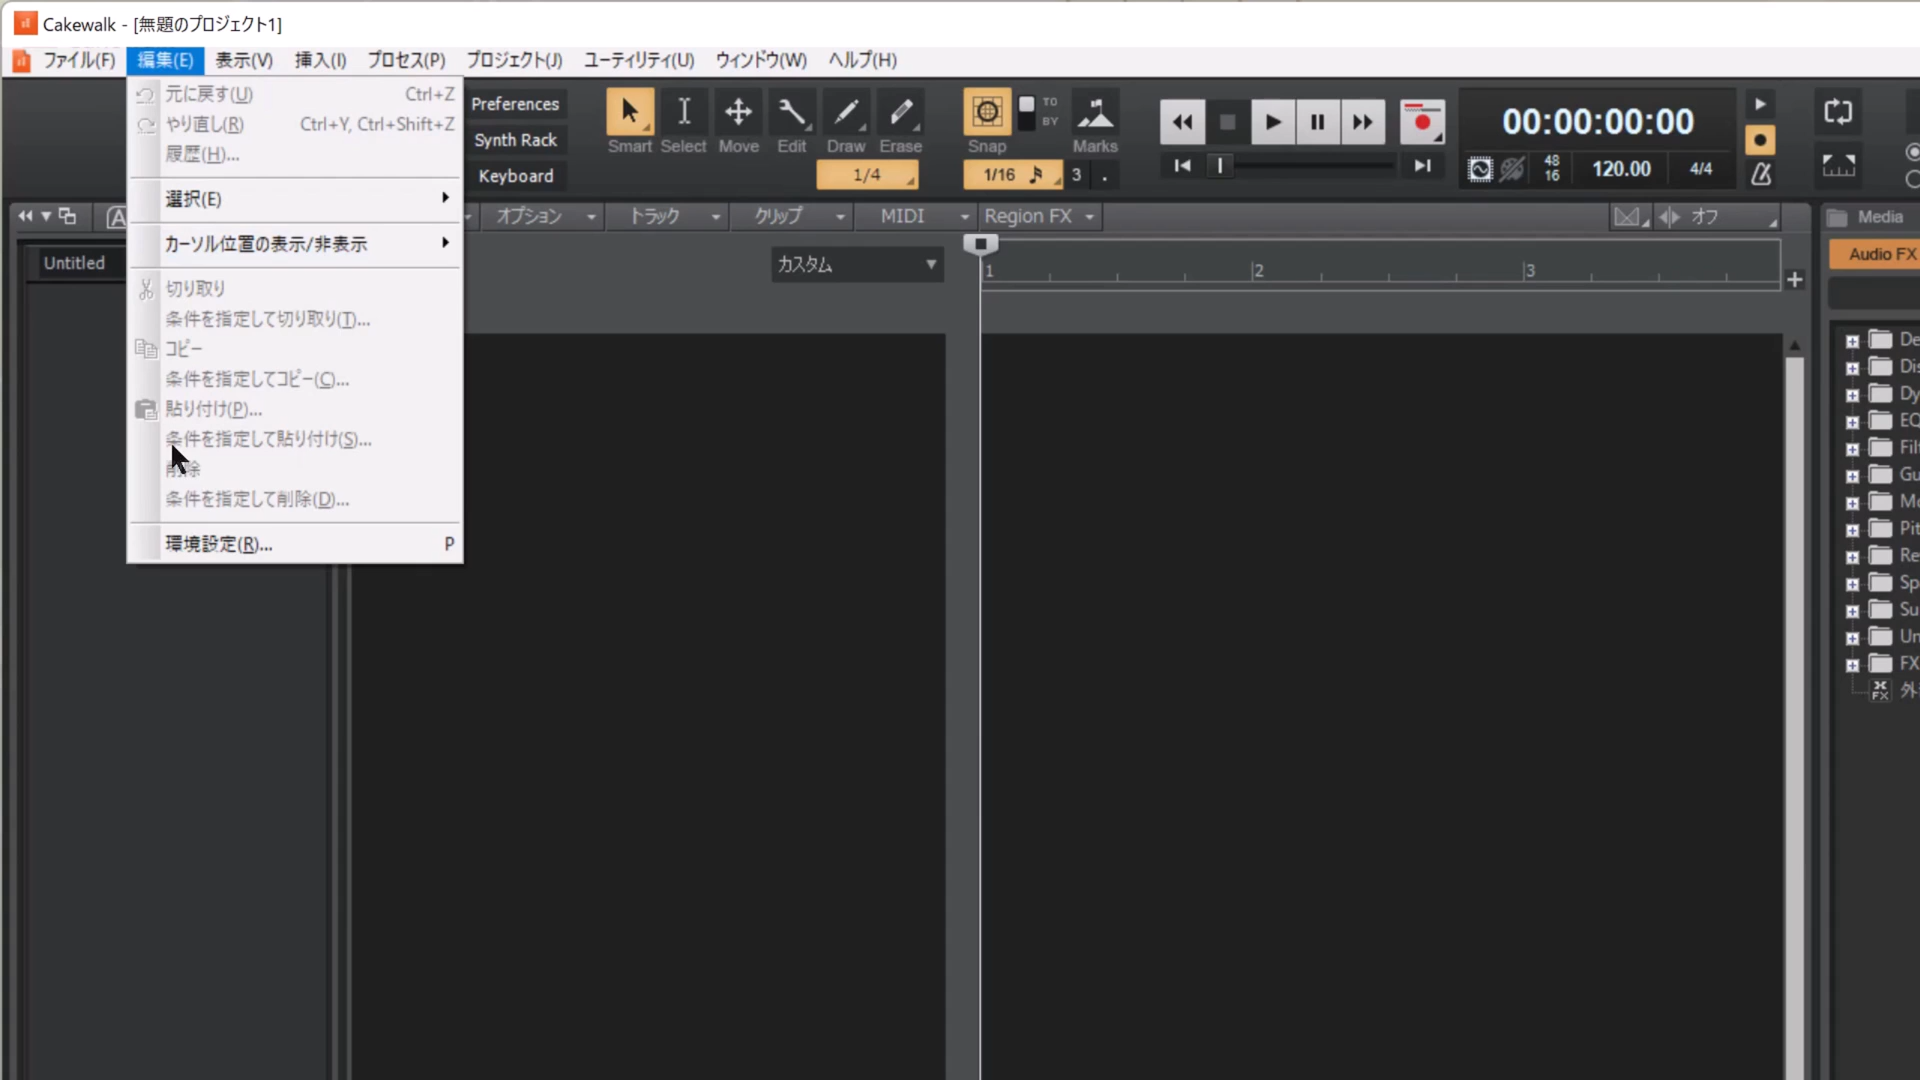 Cakewalk - [無題のプロジェクト1]
ファイル(F) 編集(E) 表示(V) 挿入(I) プロセス(P) プロジェクト(J) ユーティリティ(U) ウィンドウ(W) ヘルプ(H)
元に戻す(U) Ctrl+Z
やり直し(R) Ctrl+Y, Ctrl+Shift+Z
履歴(H)...
選択(E)
カーソル位置の表示/非表示
切り取り
条件を指定して切り取り(T)...
コピー
条件を指定してコピー(C)...
貼り付け(P)...
条件を指定して貼り付け(S)...
削除
条件を指定して削除(D)...
環境設定(R)... P
Preferences
Synth Rack
Keyboard
Smart Select Move Edit Draw Erase
1/4
Snap
TO
BY
Marks
1/16 3 .
00:00:00:00
48
16
120.00 4/4
オプション トラック クリップ MIDI Region FX
オフ
Media
Untitled
カスタム
1 2 3
Audio FX
FX